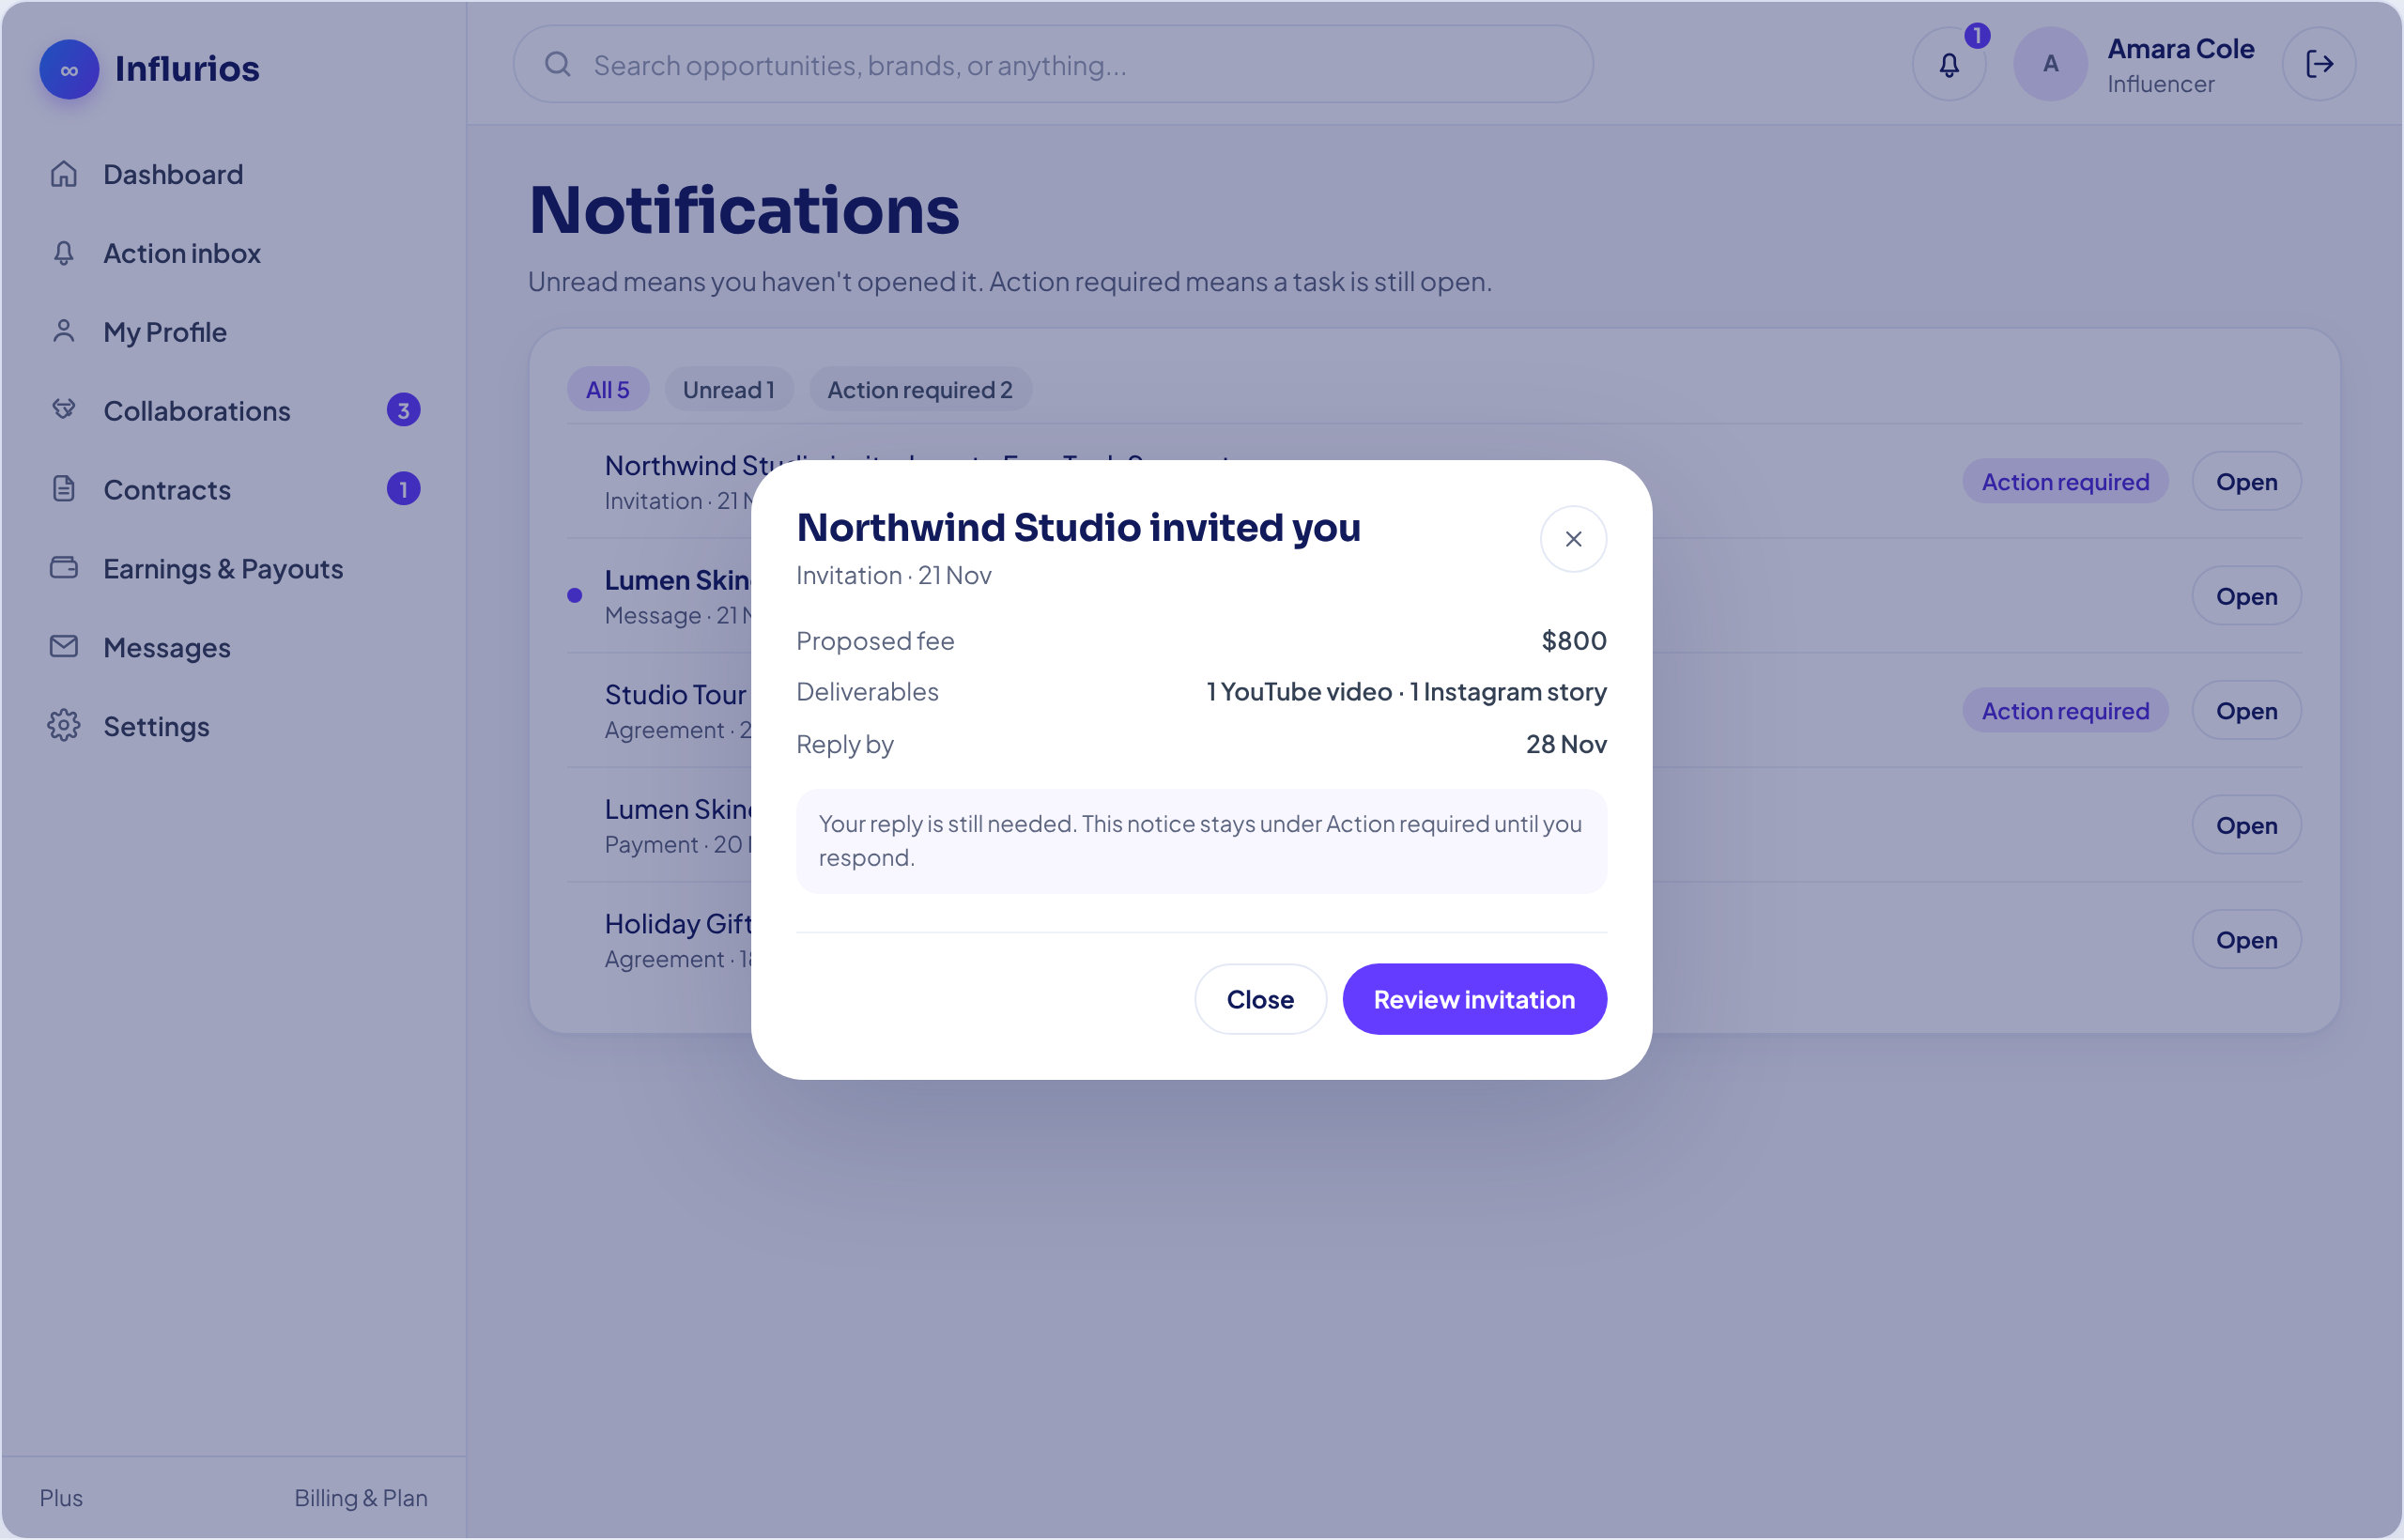 ∞ Influrios
Search opportunities, brands, or anything...
1
A
Amara Cole
Influencer
Dashboard
Action inbox
My Profile
Collaborations 3
Contracts 1
Earnings & Payouts
Messages
Settings
Plus
Billing & Plan
Notifications
Unread means you haven't opened it. Action required means a task is still open.
All 5
Unread 1
Action required 2
Northwind
Invitation · 21
Action required
Open
Lumen
Message · 21
Open
Studio Tour
Agreement ·
Action required
Open
Lumen
Payment · 20
Open
Holiday
Agreement ·
Open
Northwind Studio invited you
Invitation · 21 Nov
Proposed fee $800
Deliverables 1 YouTube video · 1 Instagram story
Reply by 28 Nov
Your reply is still needed. This notice stays under Action required until you
respond.
Close
Review invitation